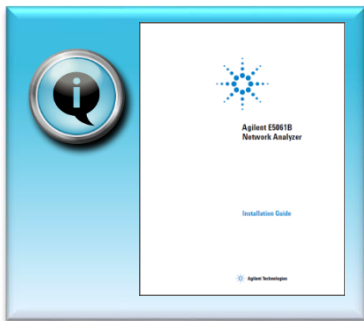 Agilent E5061B
Network Analyzer
Installation Guide
Agilent Technologies